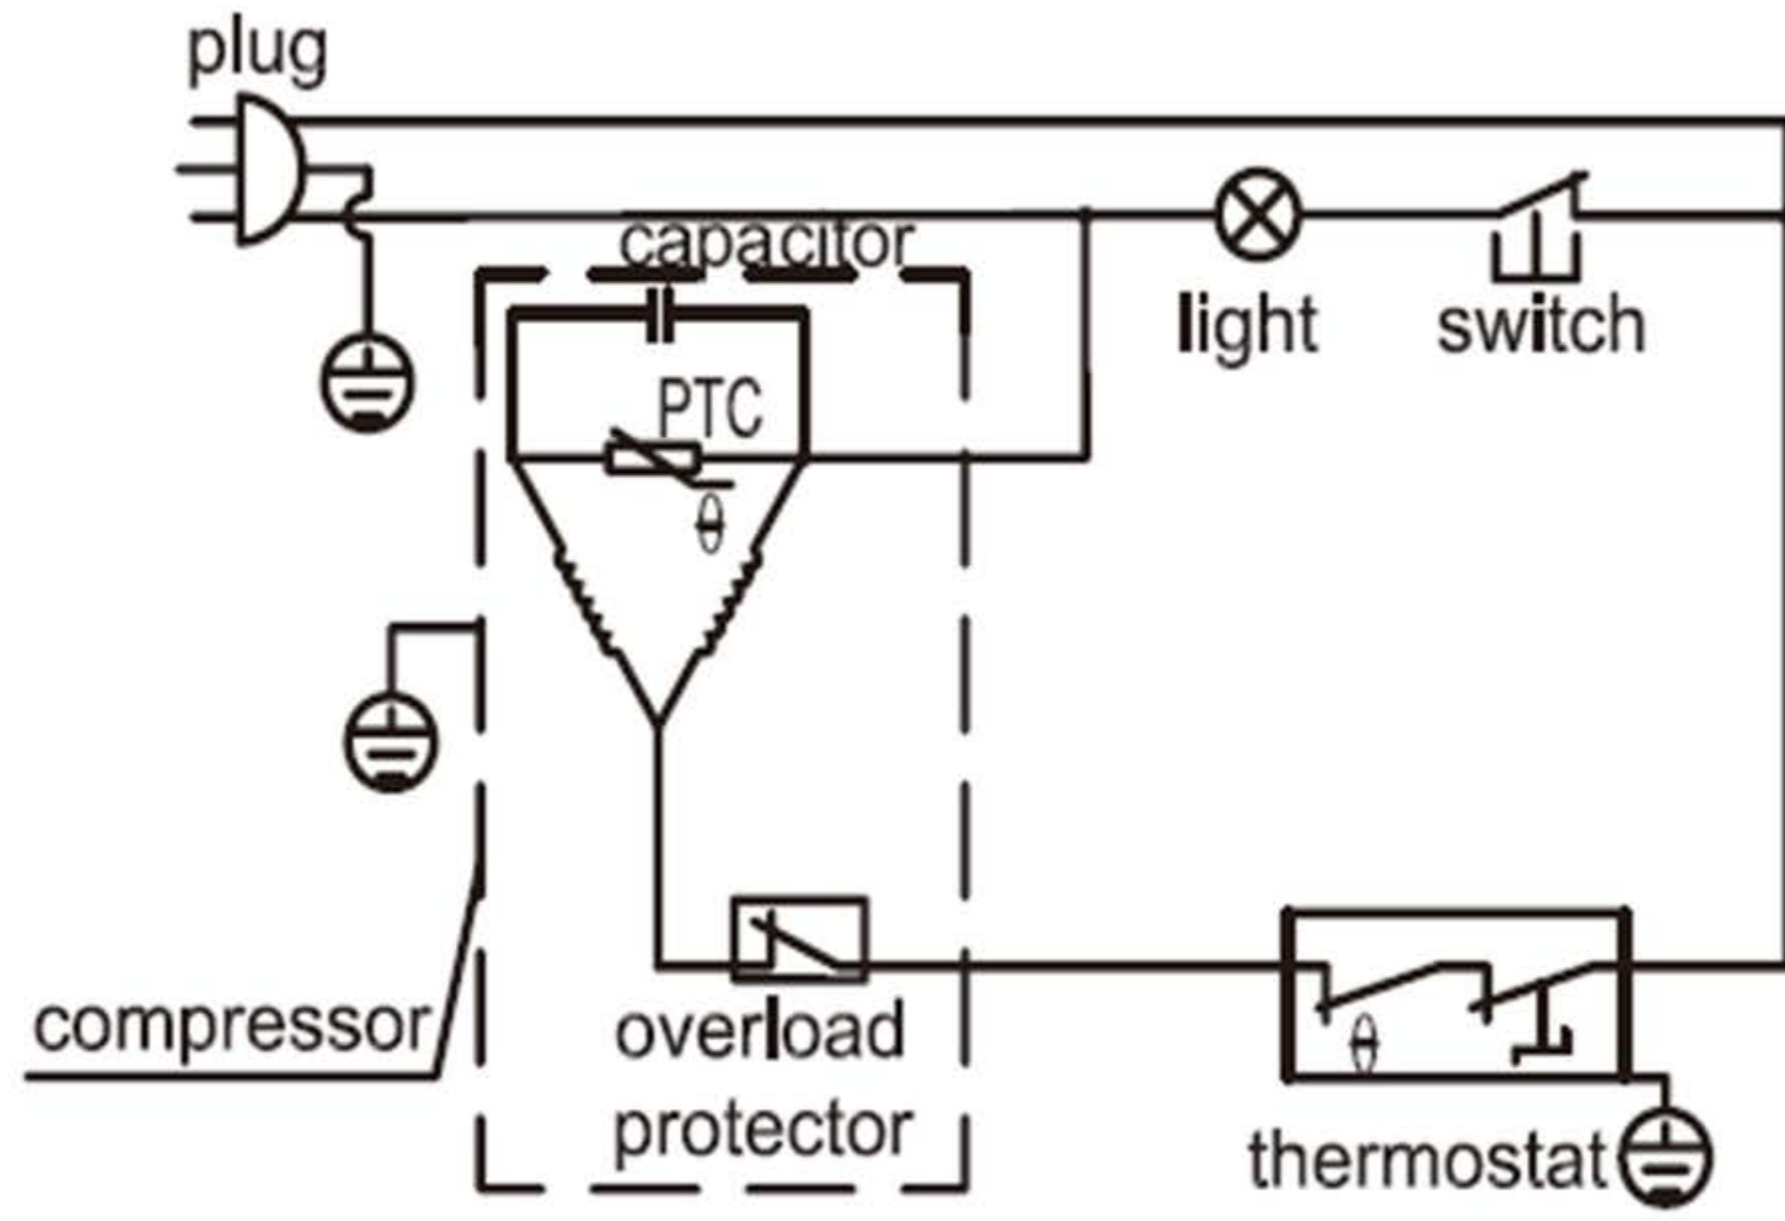 plug
capacitor
light
switch
PTC
θ
overload
protector
compressor
θ
thermostat